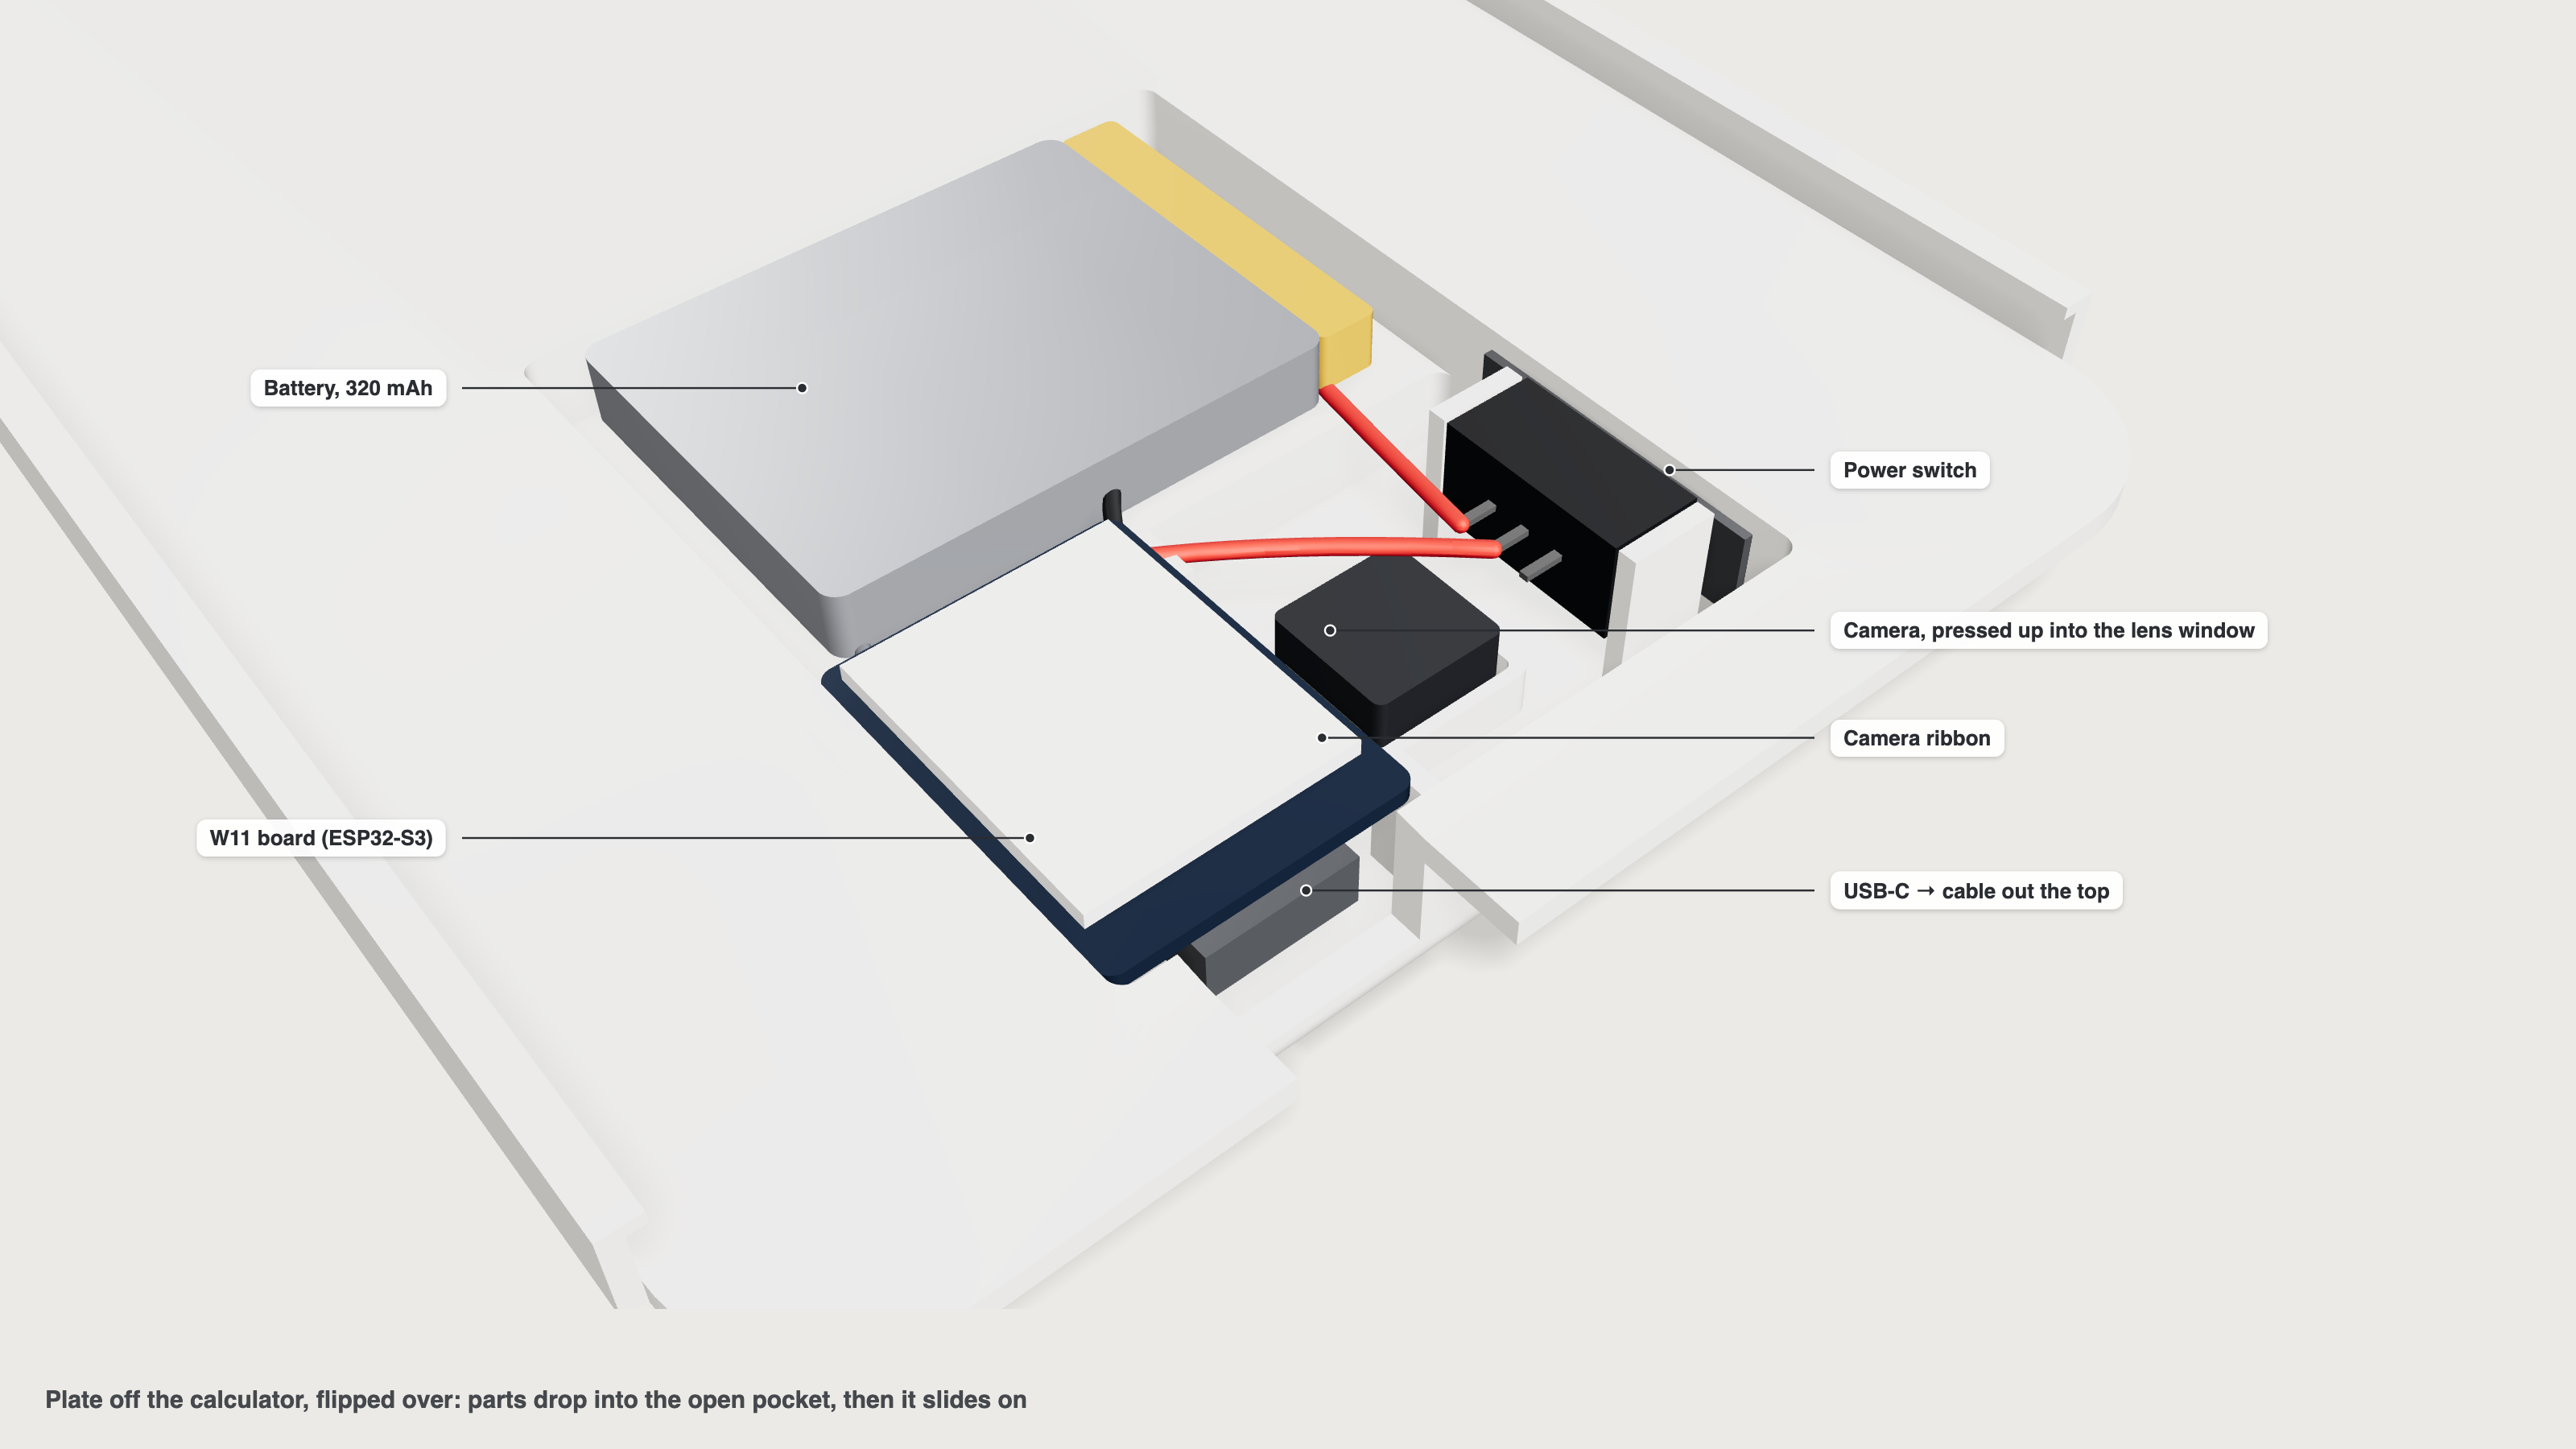 Battery, 320 mAh
Power switch
Camera, pressed up into the lens window
Camera ribbon
W11 board (ESP32-S3)
USB-C → cable out the top
Plate off the calculator, flipped over: parts drop into the open pocket, then it slides on